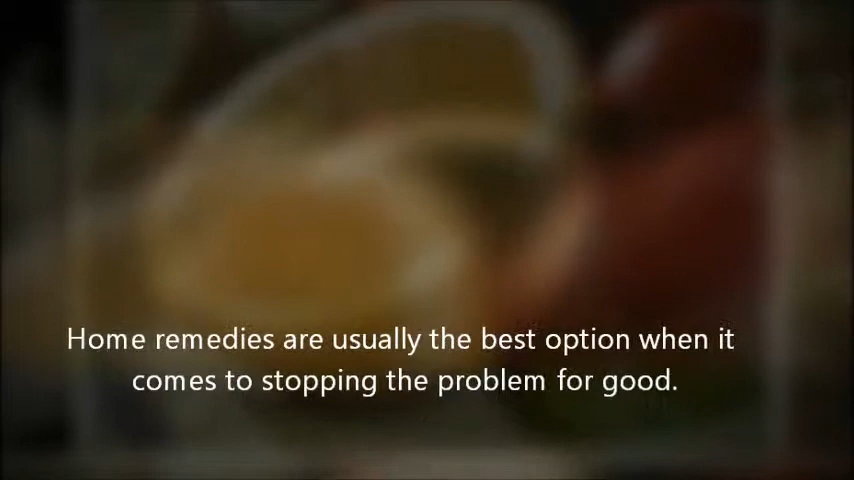 Home remedies are usually the best option when it
comes to stopping the problem for good.